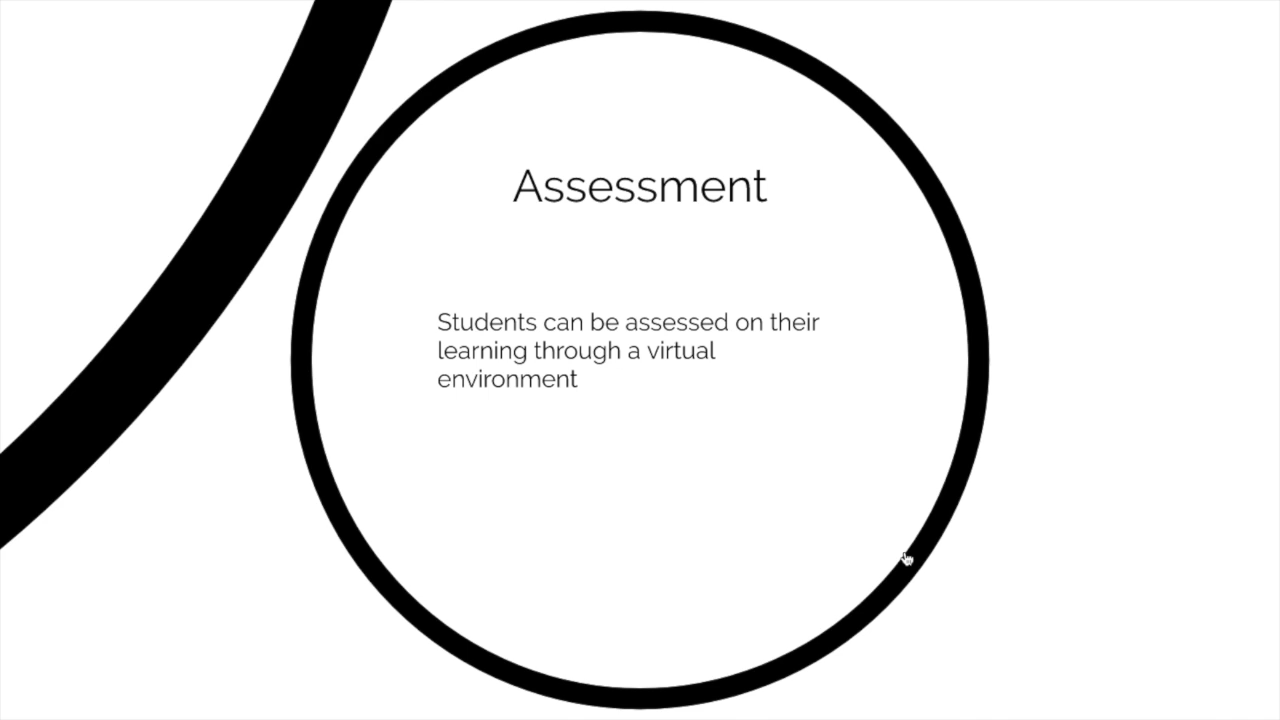 Assessment
Students can be assessed on their
learning through a virtual
environment